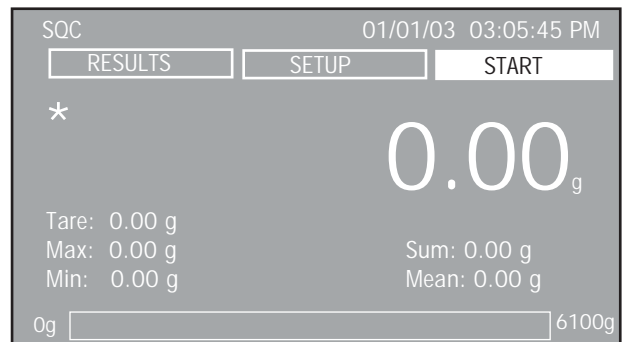 SQC 01/01/03 03:05:45 PM
RESULTS SETUP START
*
0.00 g
Tare: 0.00 g
Max: 0.00 g Sum: 0.00 g
Min: 0.00 g Mean: 0.00 g
0g 6100g